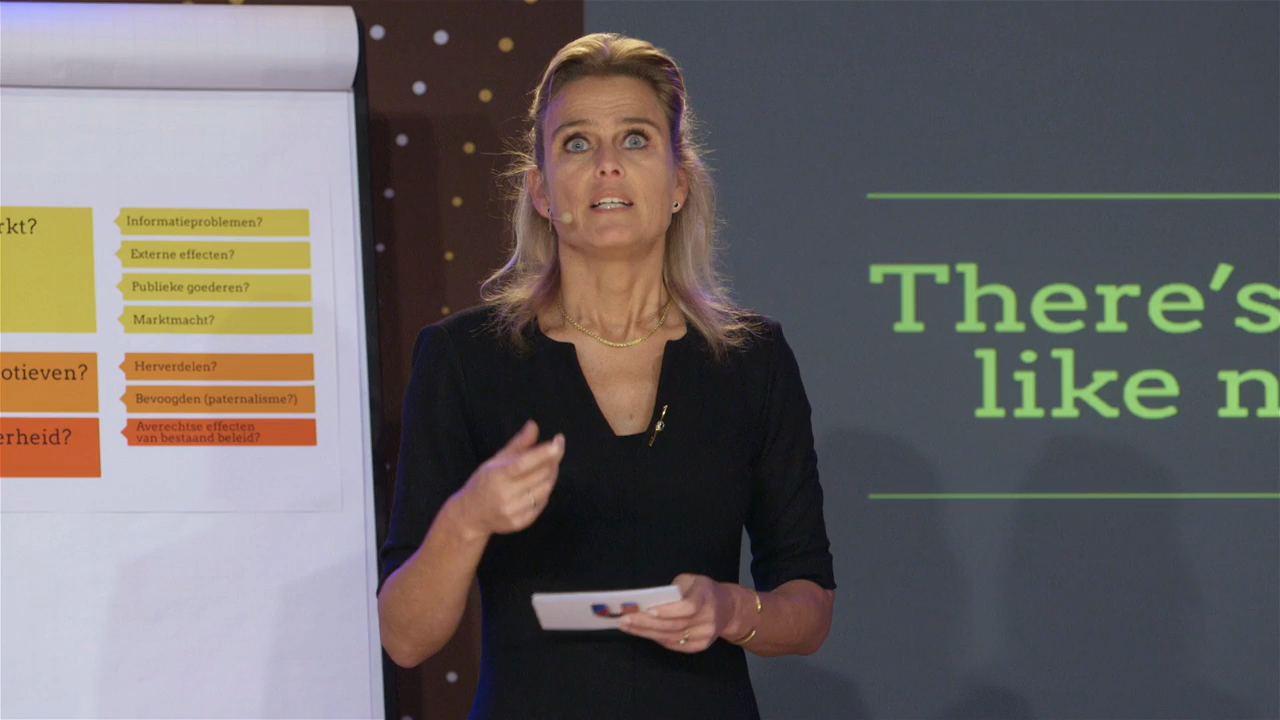 rkt?
Informatieproblemen?
Externe effecten?
Publieke goederen?
Marktmacht?
otieven?
Herverdelen?
Bevoogden (paternalisme?)
erheid?
Averechtse effecten
van bestaand beleid?
There's
like n